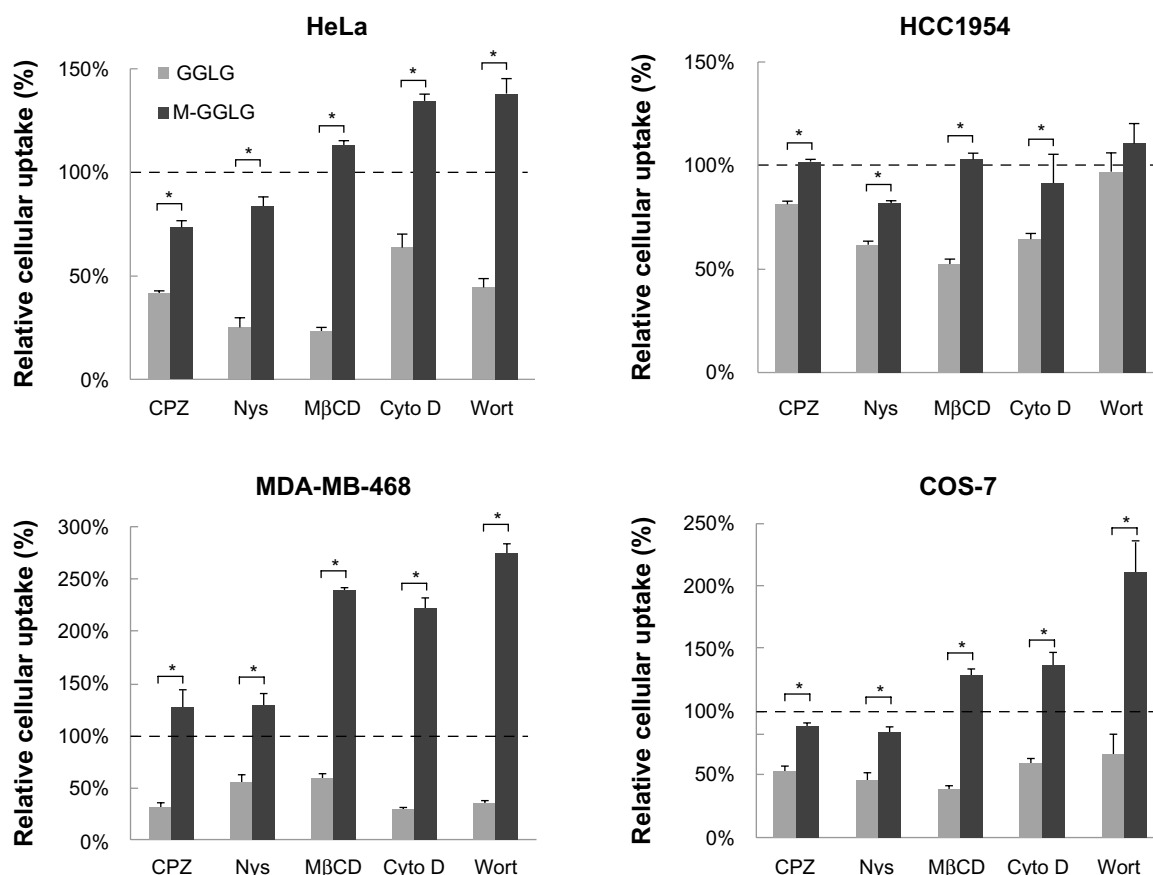 HeLa
Relative cellular uptake (%)
150%
100%
50%
0%
GGLG
M-GGLG
* * * * *
CPZ Nys MβCD Cyto D Wort
HCC1954
Relative cellular uptake (%)
150%
100%
50%
0%
* * * *
CPZ Nys MβCD Cyto D Wort
MDA-MB-468
Relative cellular uptake (%)
300%
250%
200%
150%
100%
50%
0%
* * * * *
CPZ Nys MβCD Cyto D Wort
COS-7
Relative cellular uptake (%)
250%
200%
150%
100%
50%
0%
* * * * *
CPZ Nys MβCD Cyto D Wort